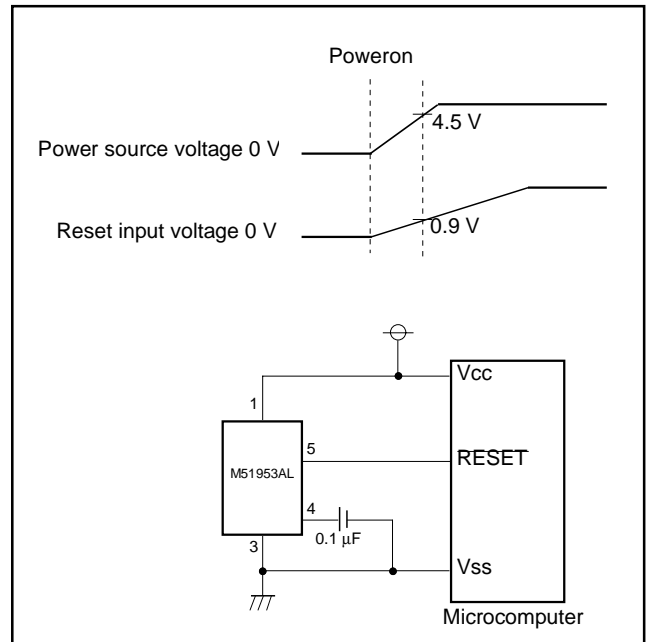 Poweron
4.5 V
Power source voltage 0 V
0.9 V
Reset input voltage 0 V
Vcc
1
5
RESET
M51953AL
4
0.1 μF
3
Vss
Microcomputer